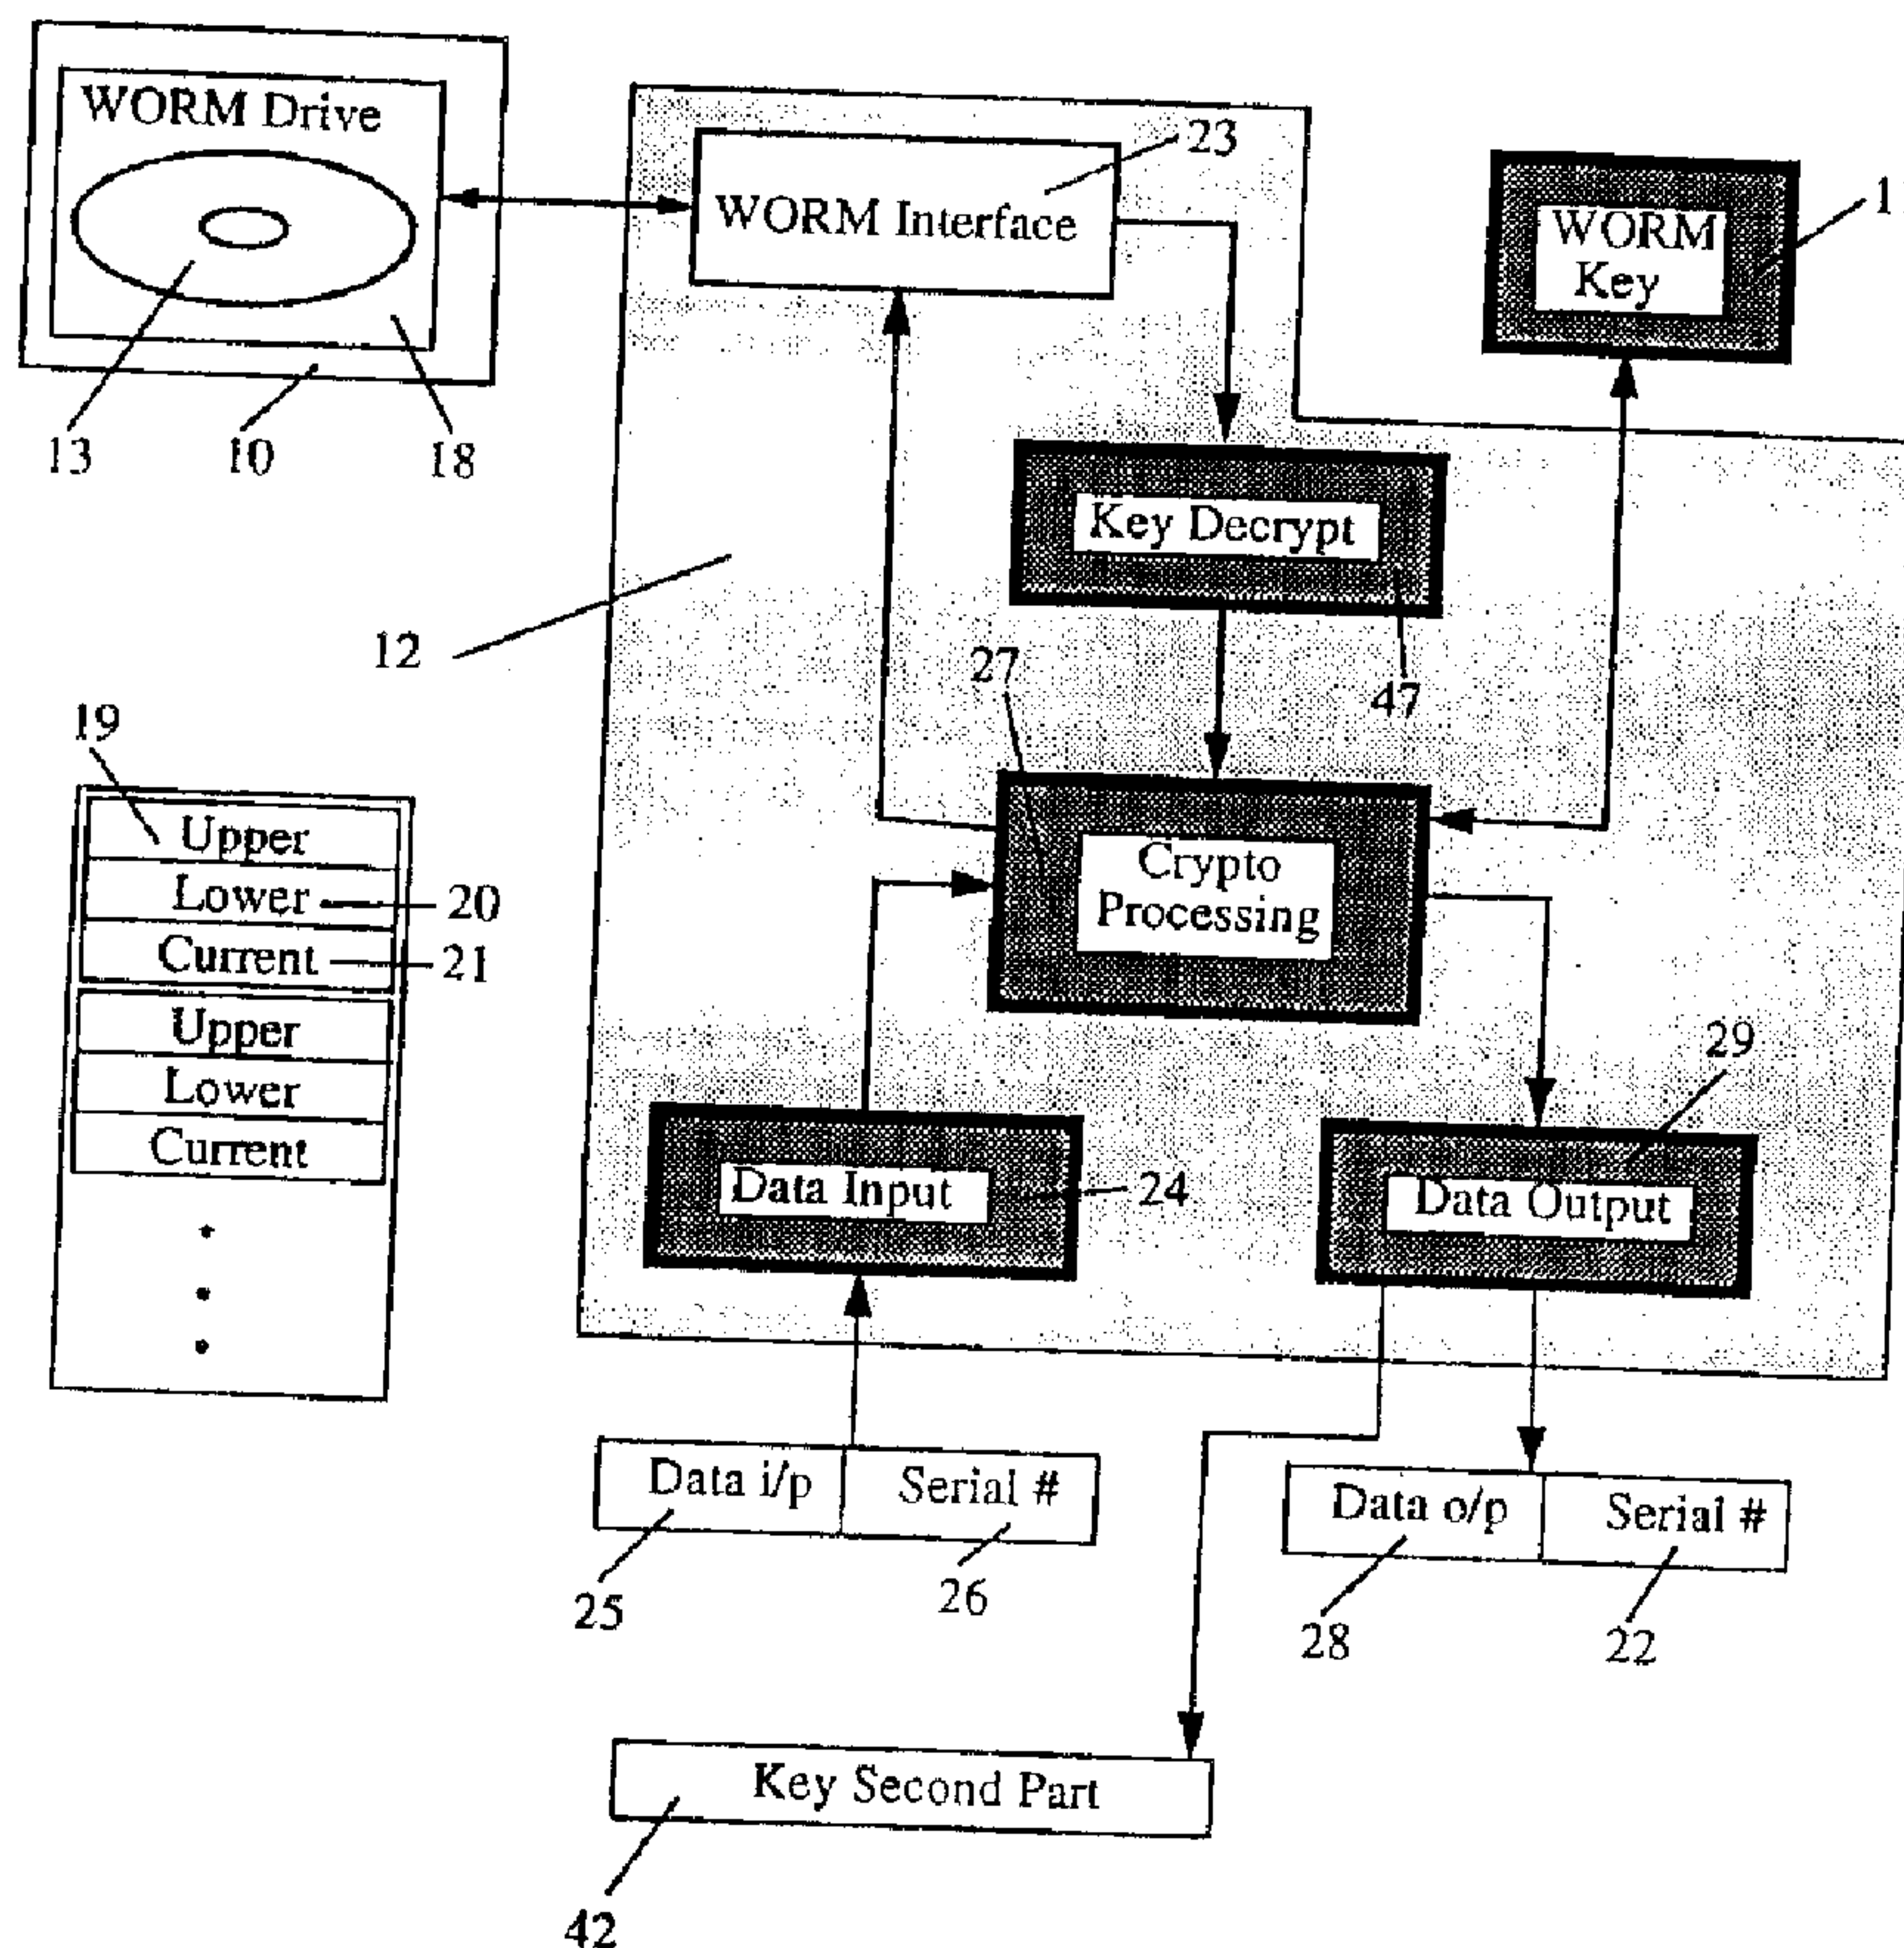 WORM Drive
13
10
18
WORM Interface
23
WORM
Key
1
Key Decrypt
47
12
27
Crypto
Processing
19
Upper
Lower
20
Current
21
Upper
Lower
Current
Data Input
24
29
Data Output
Data i/p
Serial #
25
26
Data o/p
Serial #
28
22
Key Second Part
42